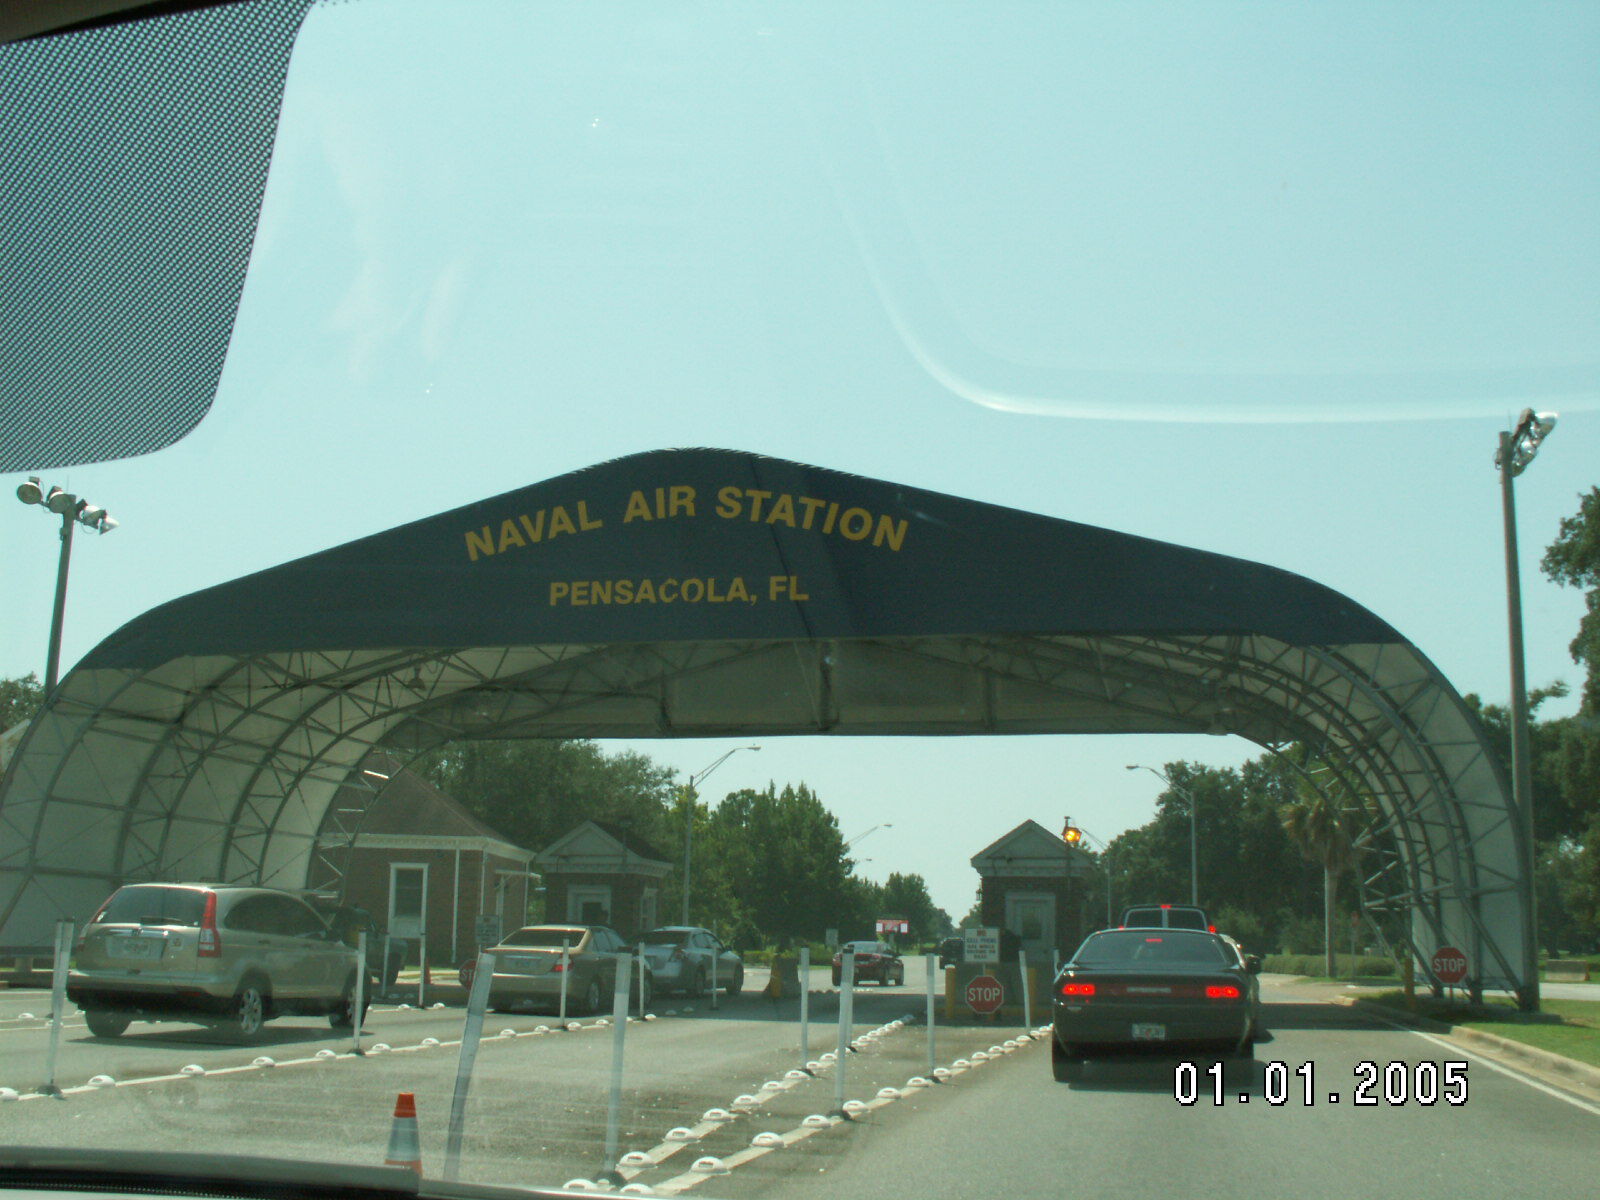 NAVAL AIR STATION
PENSACOLA, FL
STOP
STOP
01.01.2005